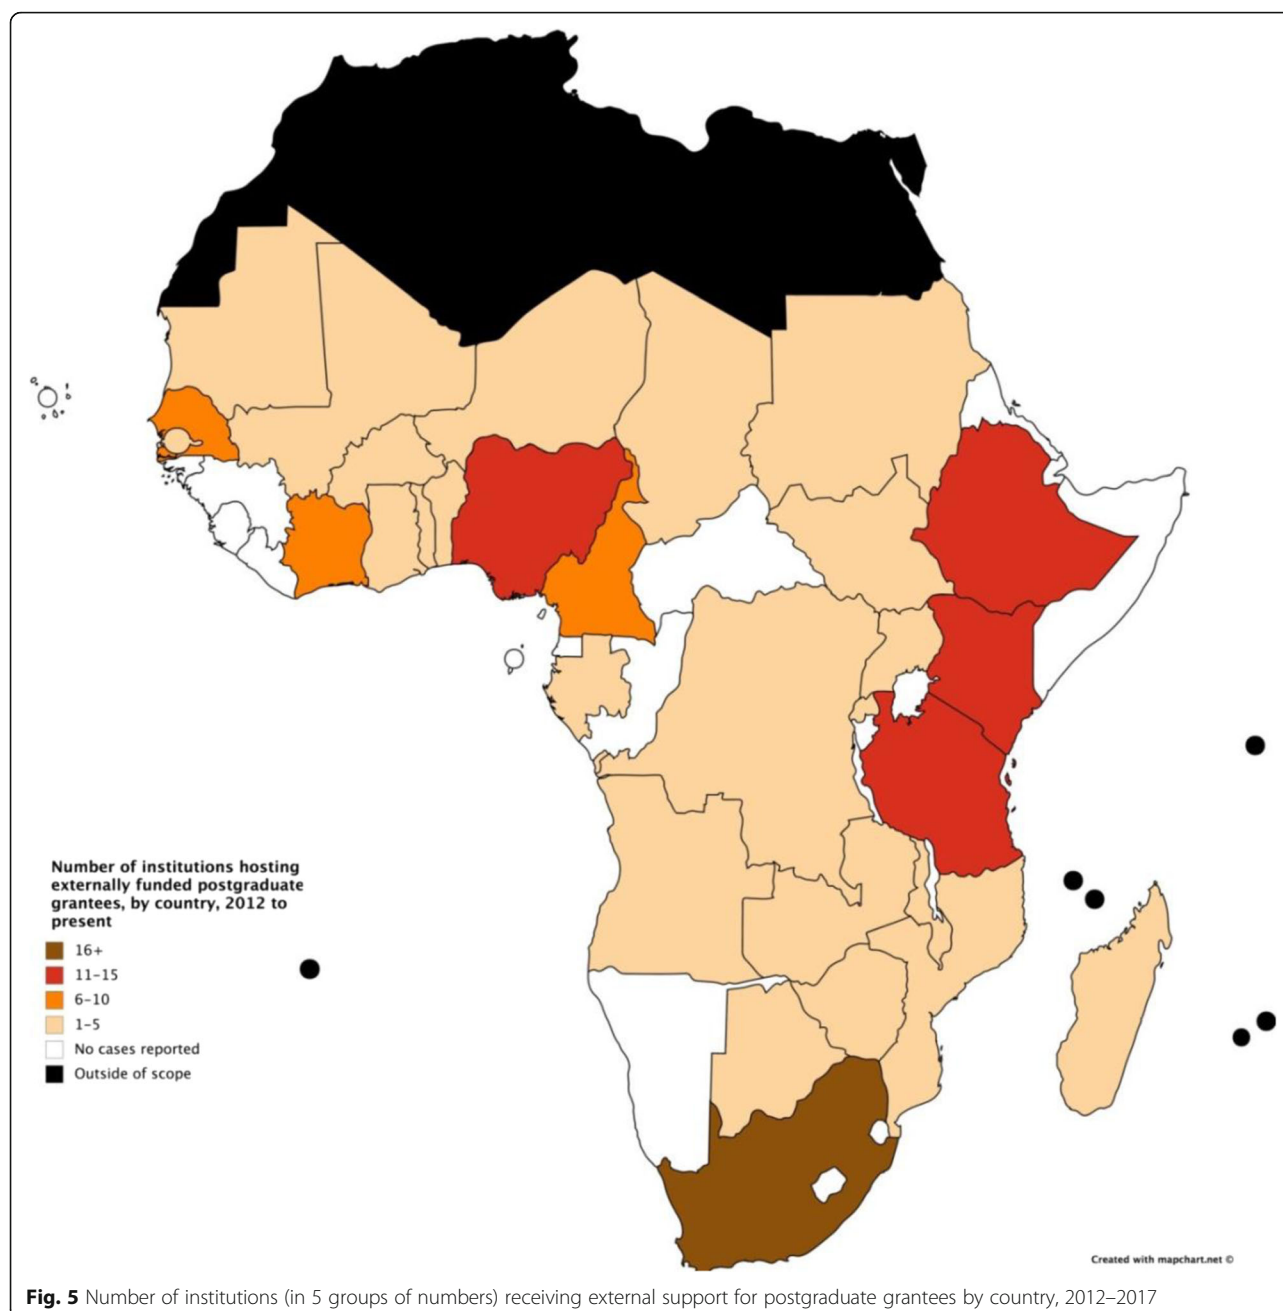 Number of institutions hosting
externally funded postgraduate
grantees, by country, 2012 to
present
16+
11-15
6-10
1-5
No cases reported
Outside of scope
Created with mapchart.net ©
Fig. 5 Number of institutions (in 5 groups of numbers) receiving external support for postgraduate grantees by country, 2012–2017